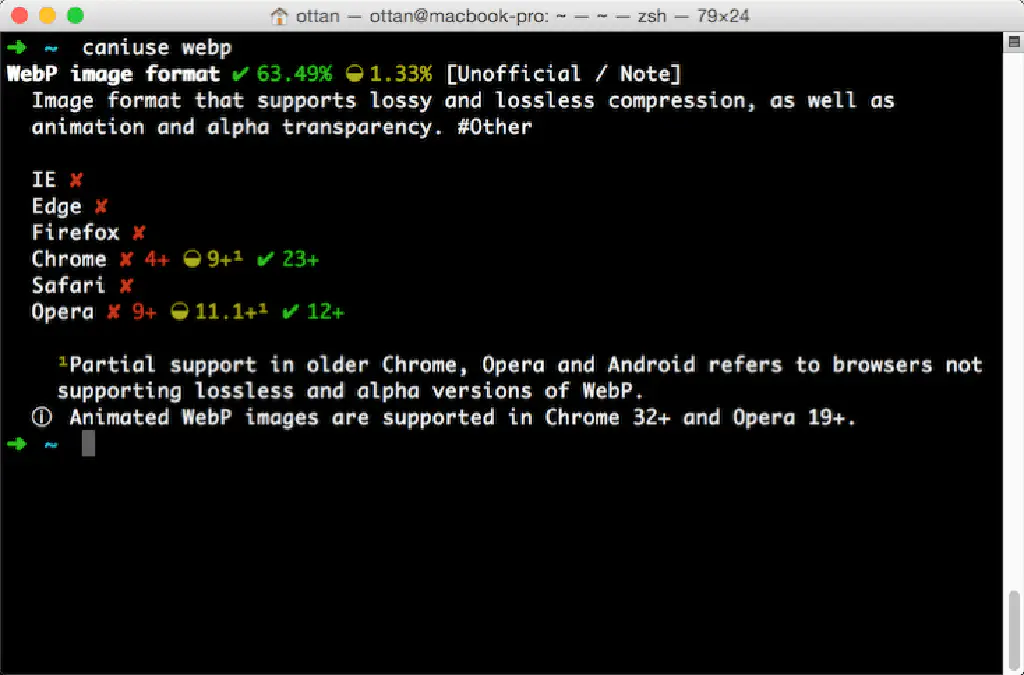 ottan — ottan@macbook-pro: ~ — ~ — zsh — 79×24
➜ ~ caniuse webp
WebP image format ✔ 63.49% ◒ 1.33% [Unofficial / Note]
Image format that supports lossy and lossless compression, as well as
animation and alpha transparency. #Other
IE ✘
Edge ✘
Firefox ✘
Chrome ✘ 4+ ◒ 9+¹ ✔ 23+
Safari ✘
Opera ✘ 9+ ◒ 11.1+¹ ✔ 12+
¹Partial support in older Chrome, Opera and Android refers to browsers not
supporting lossless and alpha versions of WebP.
ⓘ Animated WebP images are supported in Chrome 32+ and Opera 19+.
➜ ~